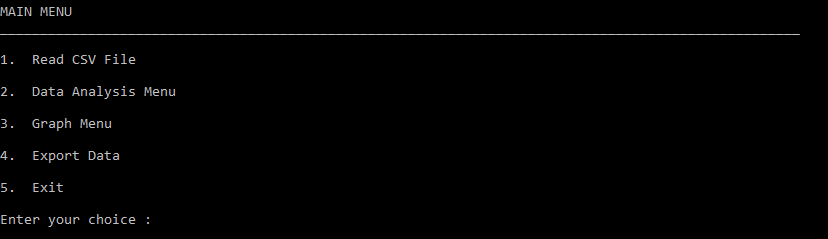 MAIN MENU
1.  Read CSV File
2.  Data Analysis Menu
3.  Graph Menu
4.  Export Data
5.  Exit
Enter your choice :